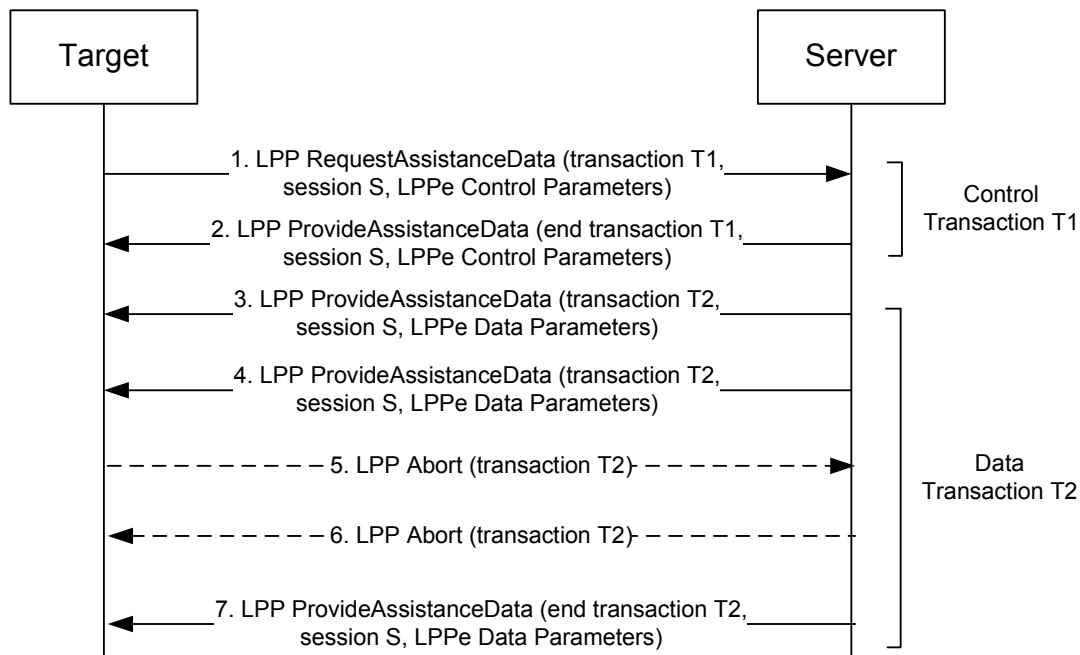 Target
Server
1. LPP RequestAssistanceData (transaction T1,
session S, LPPe Control Parameters)
Control
Transaction T1
2. LPP ProvideAssistanceData (end transaction T1,
session S, LPPe Control Parameters)
3. LPP ProvideAssistanceData (transaction T2,
session S, LPPe Data Parameters)
4. LPP ProvideAssistanceData (transaction T2,
session S, LPPe Data Parameters)
5. LPP Abort (transaction T2)
Data
Transaction T2
6. LPP Abort (transaction T2)
7. LPP ProvideAssistanceData (end transaction T2,
session S, LPPe Data Parameters)